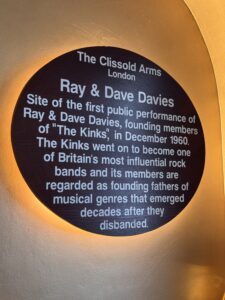 The Clissold Arms
London
Ray & Dave Davies
Site of the first public performance of
Ray & Dave Davies, founding members
of "The Kinks", in December 1960.
The Kinks went on to become one
of Britain's most influential rock
bands and its members are
regarded as founding fathers of
musical genres that emerged
decades after they
disbanded.